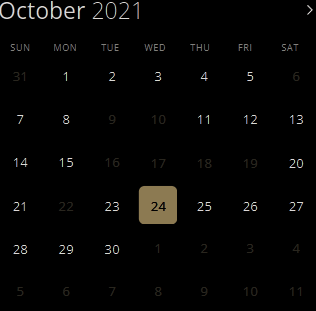 October 2021
SUN MON TUE WED THU FRI SAT
31 1 2 3 4 5 6
7 8 9 10 11 12 13
14 15 16 17 18 19 20
21 22 23 24 25 26 27
28 29 30 1 2 3 4
5 6 7 8 9 10 11